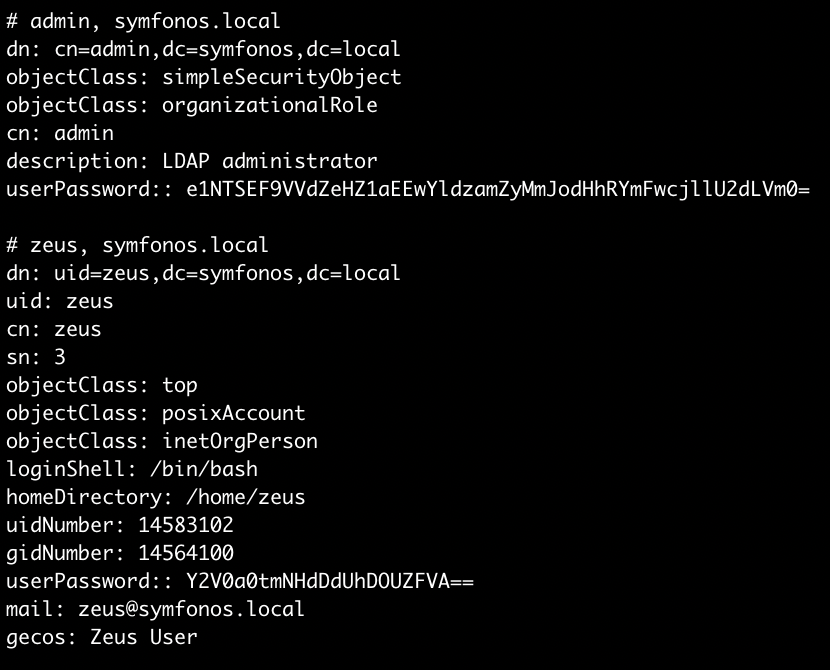 # admin, symfonos.local
dn: cn=admin,dc=symfonos,dc=local
objectClass: simpleSecurityObject
objectClass: organizationalRole
cn: admin
description: LDAP administrator
userPassword:: e1NTSEF9VVdZeHZ1aEEwYldzamZyMmJodHhRYmFwcjllU2dLVm0=

# zeus, symfonos.local
dn: uid=zeus,dc=symfonos,dc=local
uid: zeus
cn: zeus
sn: 3
objectClass: top
objectClass: posixAccount
objectClass: inetOrgPerson
loginShell: /bin/bash
homeDirectory: /home/zeus
uidNumber: 14583102
gidNumber: 14564100
userPassword:: Y2V0a0tmNHdDdUhDOUZFVA==
mail: zeus@symfonos.local
gecos: Zeus User